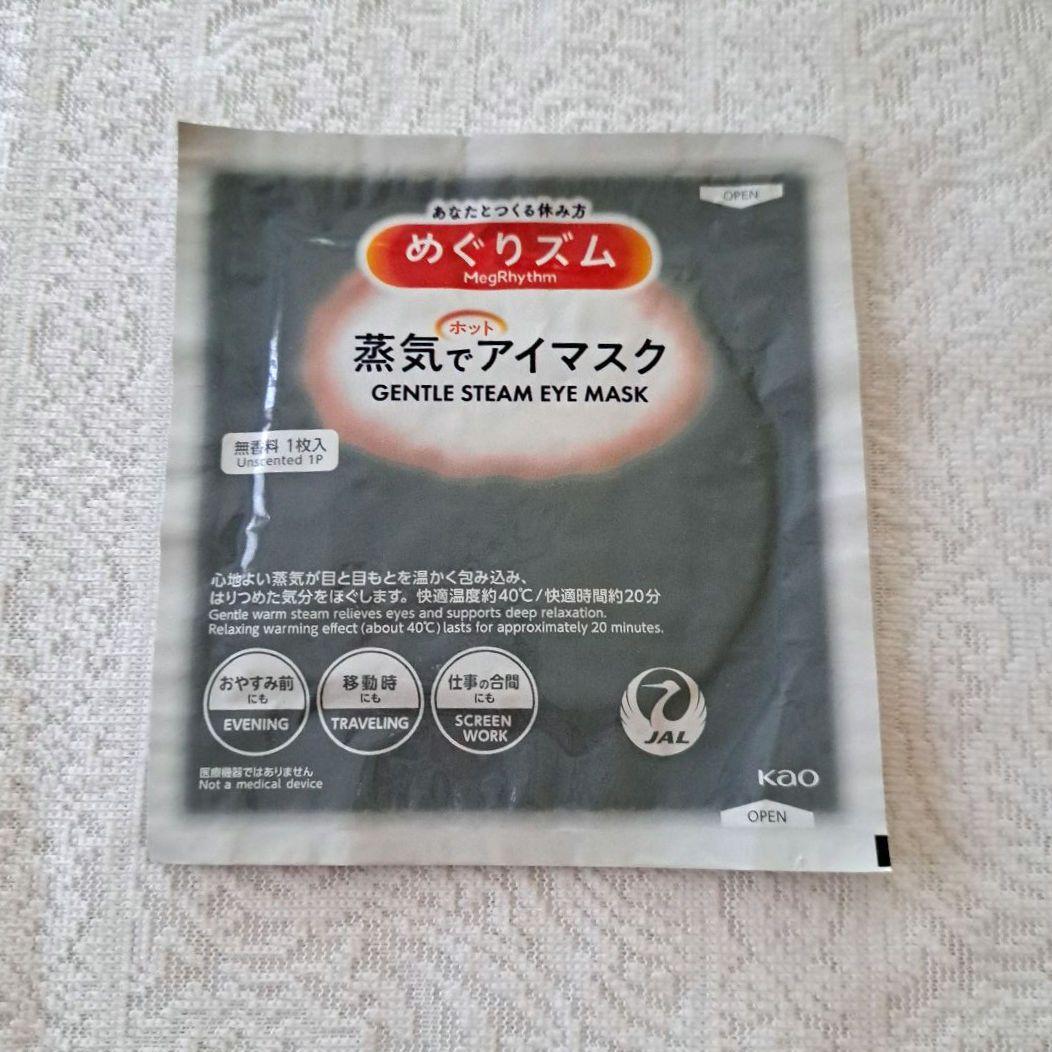 OPEN
あなたとつくる休み方
めぐりズム
MegRhythm
ホット
蒸気でアイマスク
GENTLE STEAM EYE MASK
無香料 1枚入
Unscented 1P
心地よい蒸気が目と目もとを温かく包み込み、
はりつめた気分をほぐします。快適温度約40℃/快適時間約20分
Gentle warm steam relieves eyes and supports deep relaxation.
Relaxing warming effect (about 40℃) lasts for approximately 20 minutes.
おやすみ前
にも
EVENING
移動時
にも
TRAVELING
仕事の合間
にも
SCREEN
WORK
JAL
医療機器ではありません
Not a medical device
Kao
OPEN